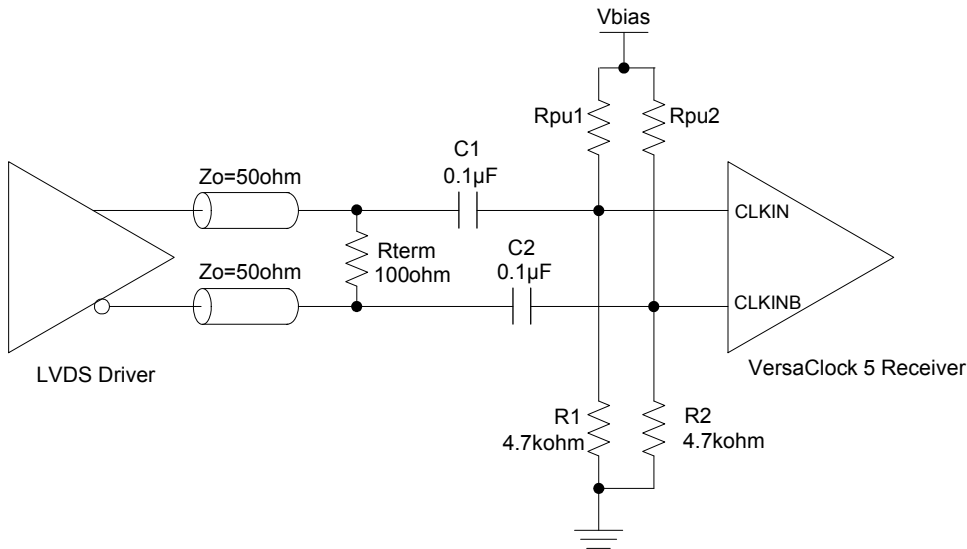 Vbias
Rpu1
Rpu2
C1
0.1µF
Zo=50ohm
CLKIN
Rterm
100ohm
C2
0.1µF
Zo=50ohm
CLKINB
LVDS Driver
VersaClock 5 Receiver
R1
4.7kohm
R2
4.7kohm